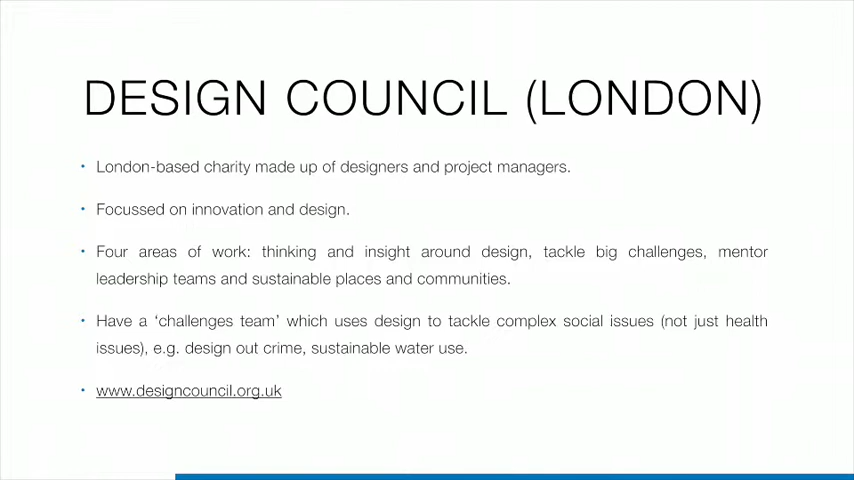 DESIGN COUNCIL (LONDON)
• London-based charity made up of designers and project managers.
• Focussed on innovation and design.
• Four areas of work: thinking and insight around design, tackle big challenges, mentor
leadership teams and sustainable places and communities.
• Have a ‘challenges team’ which uses design to tackle complex social issues (not just health
issues), e.g. design out crime, sustainable water use.
• www.designcouncil.org.uk